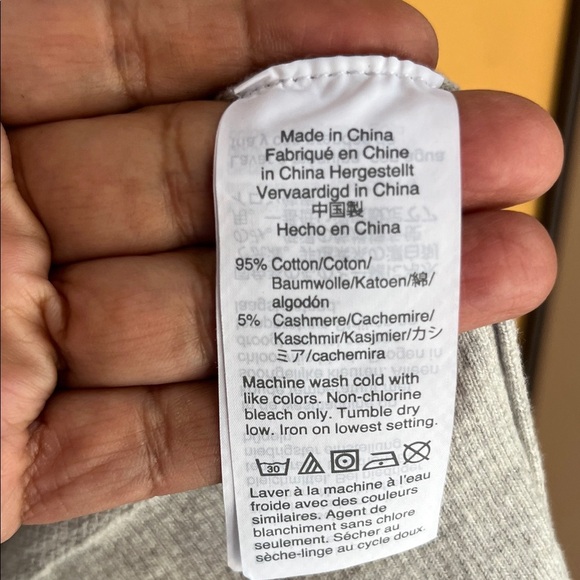 Made in China
Fabriqué en Chine
in China Hergestellt
Vervaardigd in China
中国製
Hecho en China
95% Cotton/Coton/
Baumwolle/Katoen/綿/
algodón
5% Cashmere/Cachemire/
Kaschmir/Kasjmier/カシ
ミア/cachemira
Machine wash cold with
like colors. Non-chlorine
bleach only. Tumble dry
low. Iron on lowest setting.
30
Laver à la machine à l'eau
froide avec des couleurs
similaires. Agent de
blanchiment sans chlore
seulement. Sécher au
sèche-linge au cycle doux.